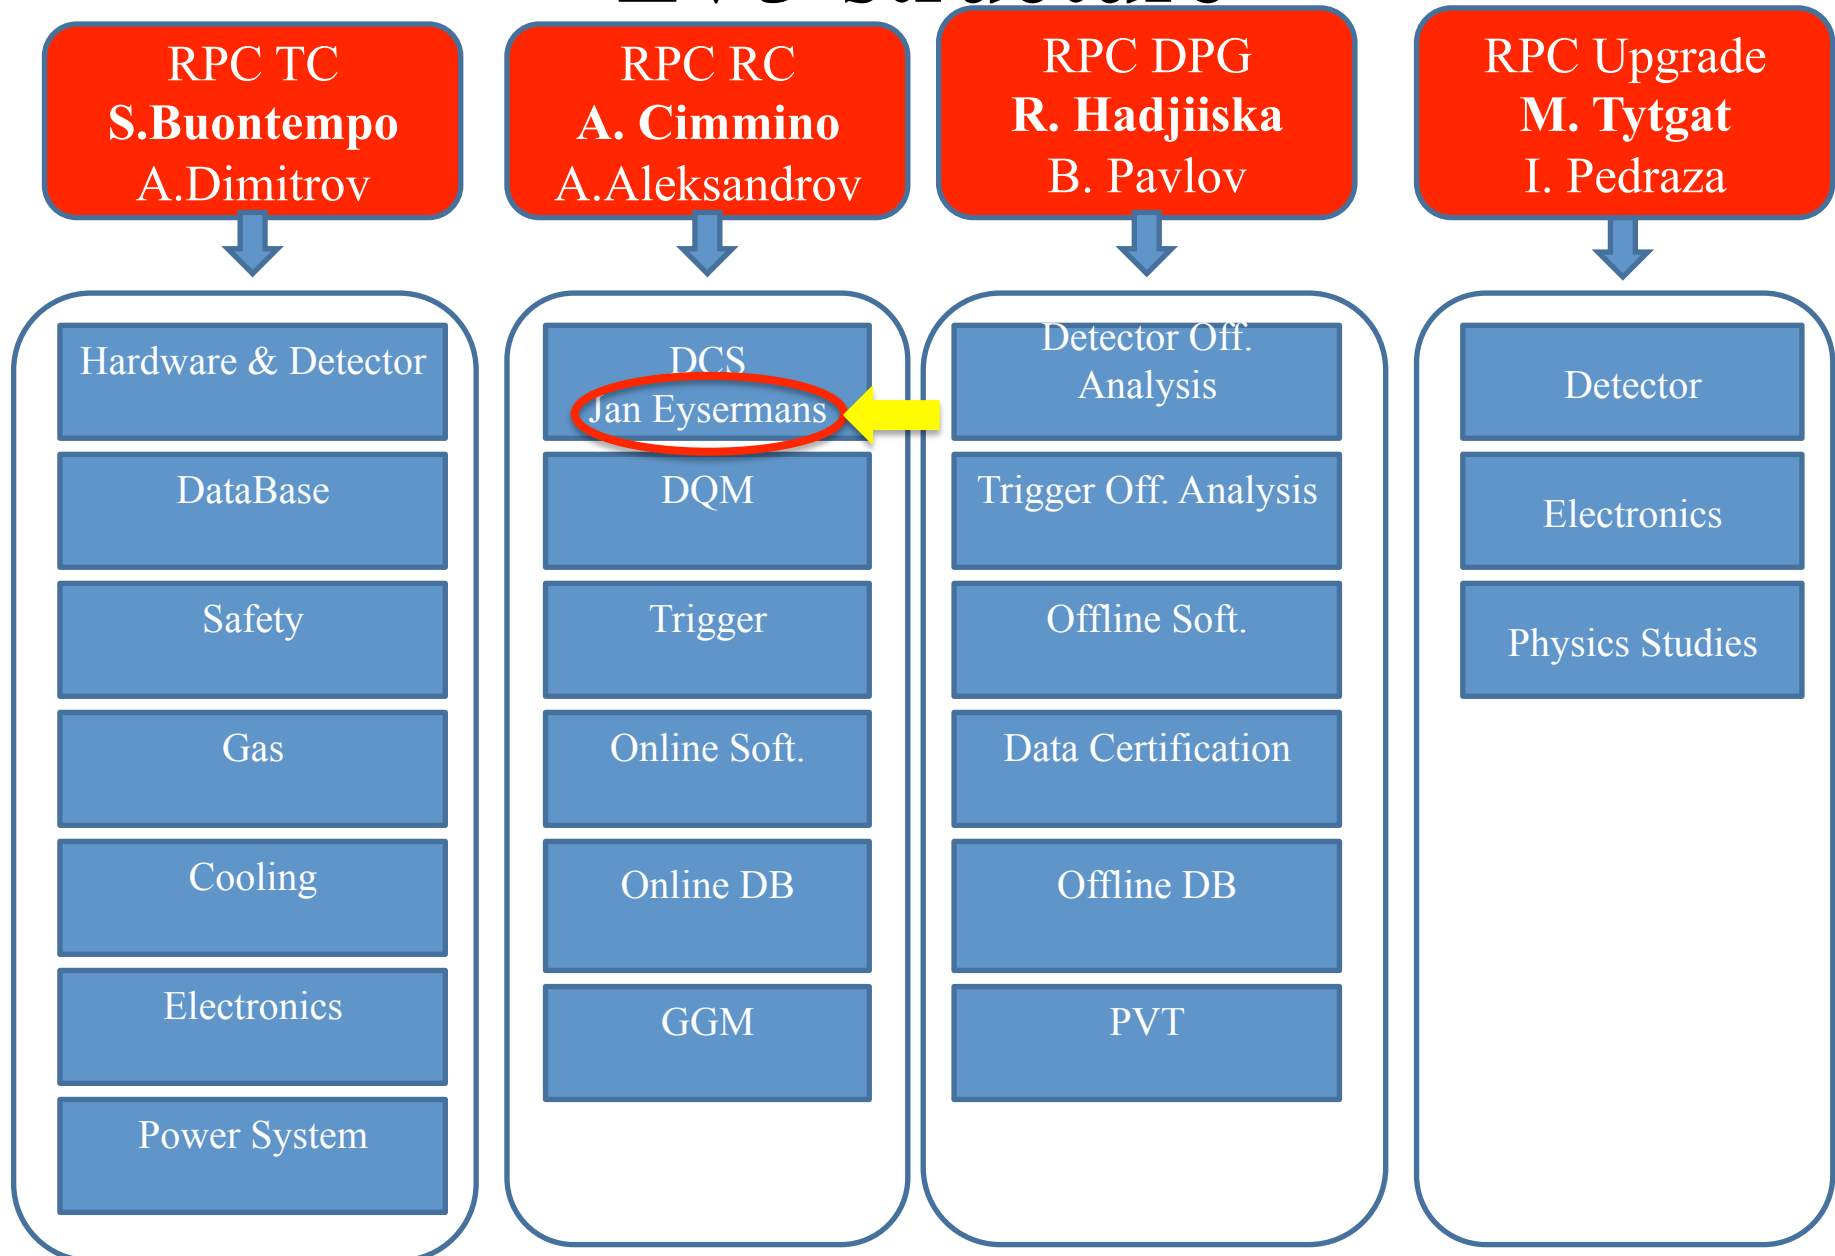 structure
RPC TC
S.Buontempo
A.Dimitrov
Hardware & Detector
DataBase
Safety
Gas
Cooling
Electronics
Power System
RPC RC
A. Cimmino
A.Aleksandrov
DCS
Jan Eysermans
DQM
Trigger
Online Soft.
Online DB
GGM
RPC DPG
R. Hadjiiska
B. Pavlov
Detector Off.
Analysis
Trigger Off. Analysis
Offline Soft.
Data Certification
Offline DB
PVT
RPC Upgrade
M. Tytgat
I. Pedraza
Detector
Electronics
Physics Studies